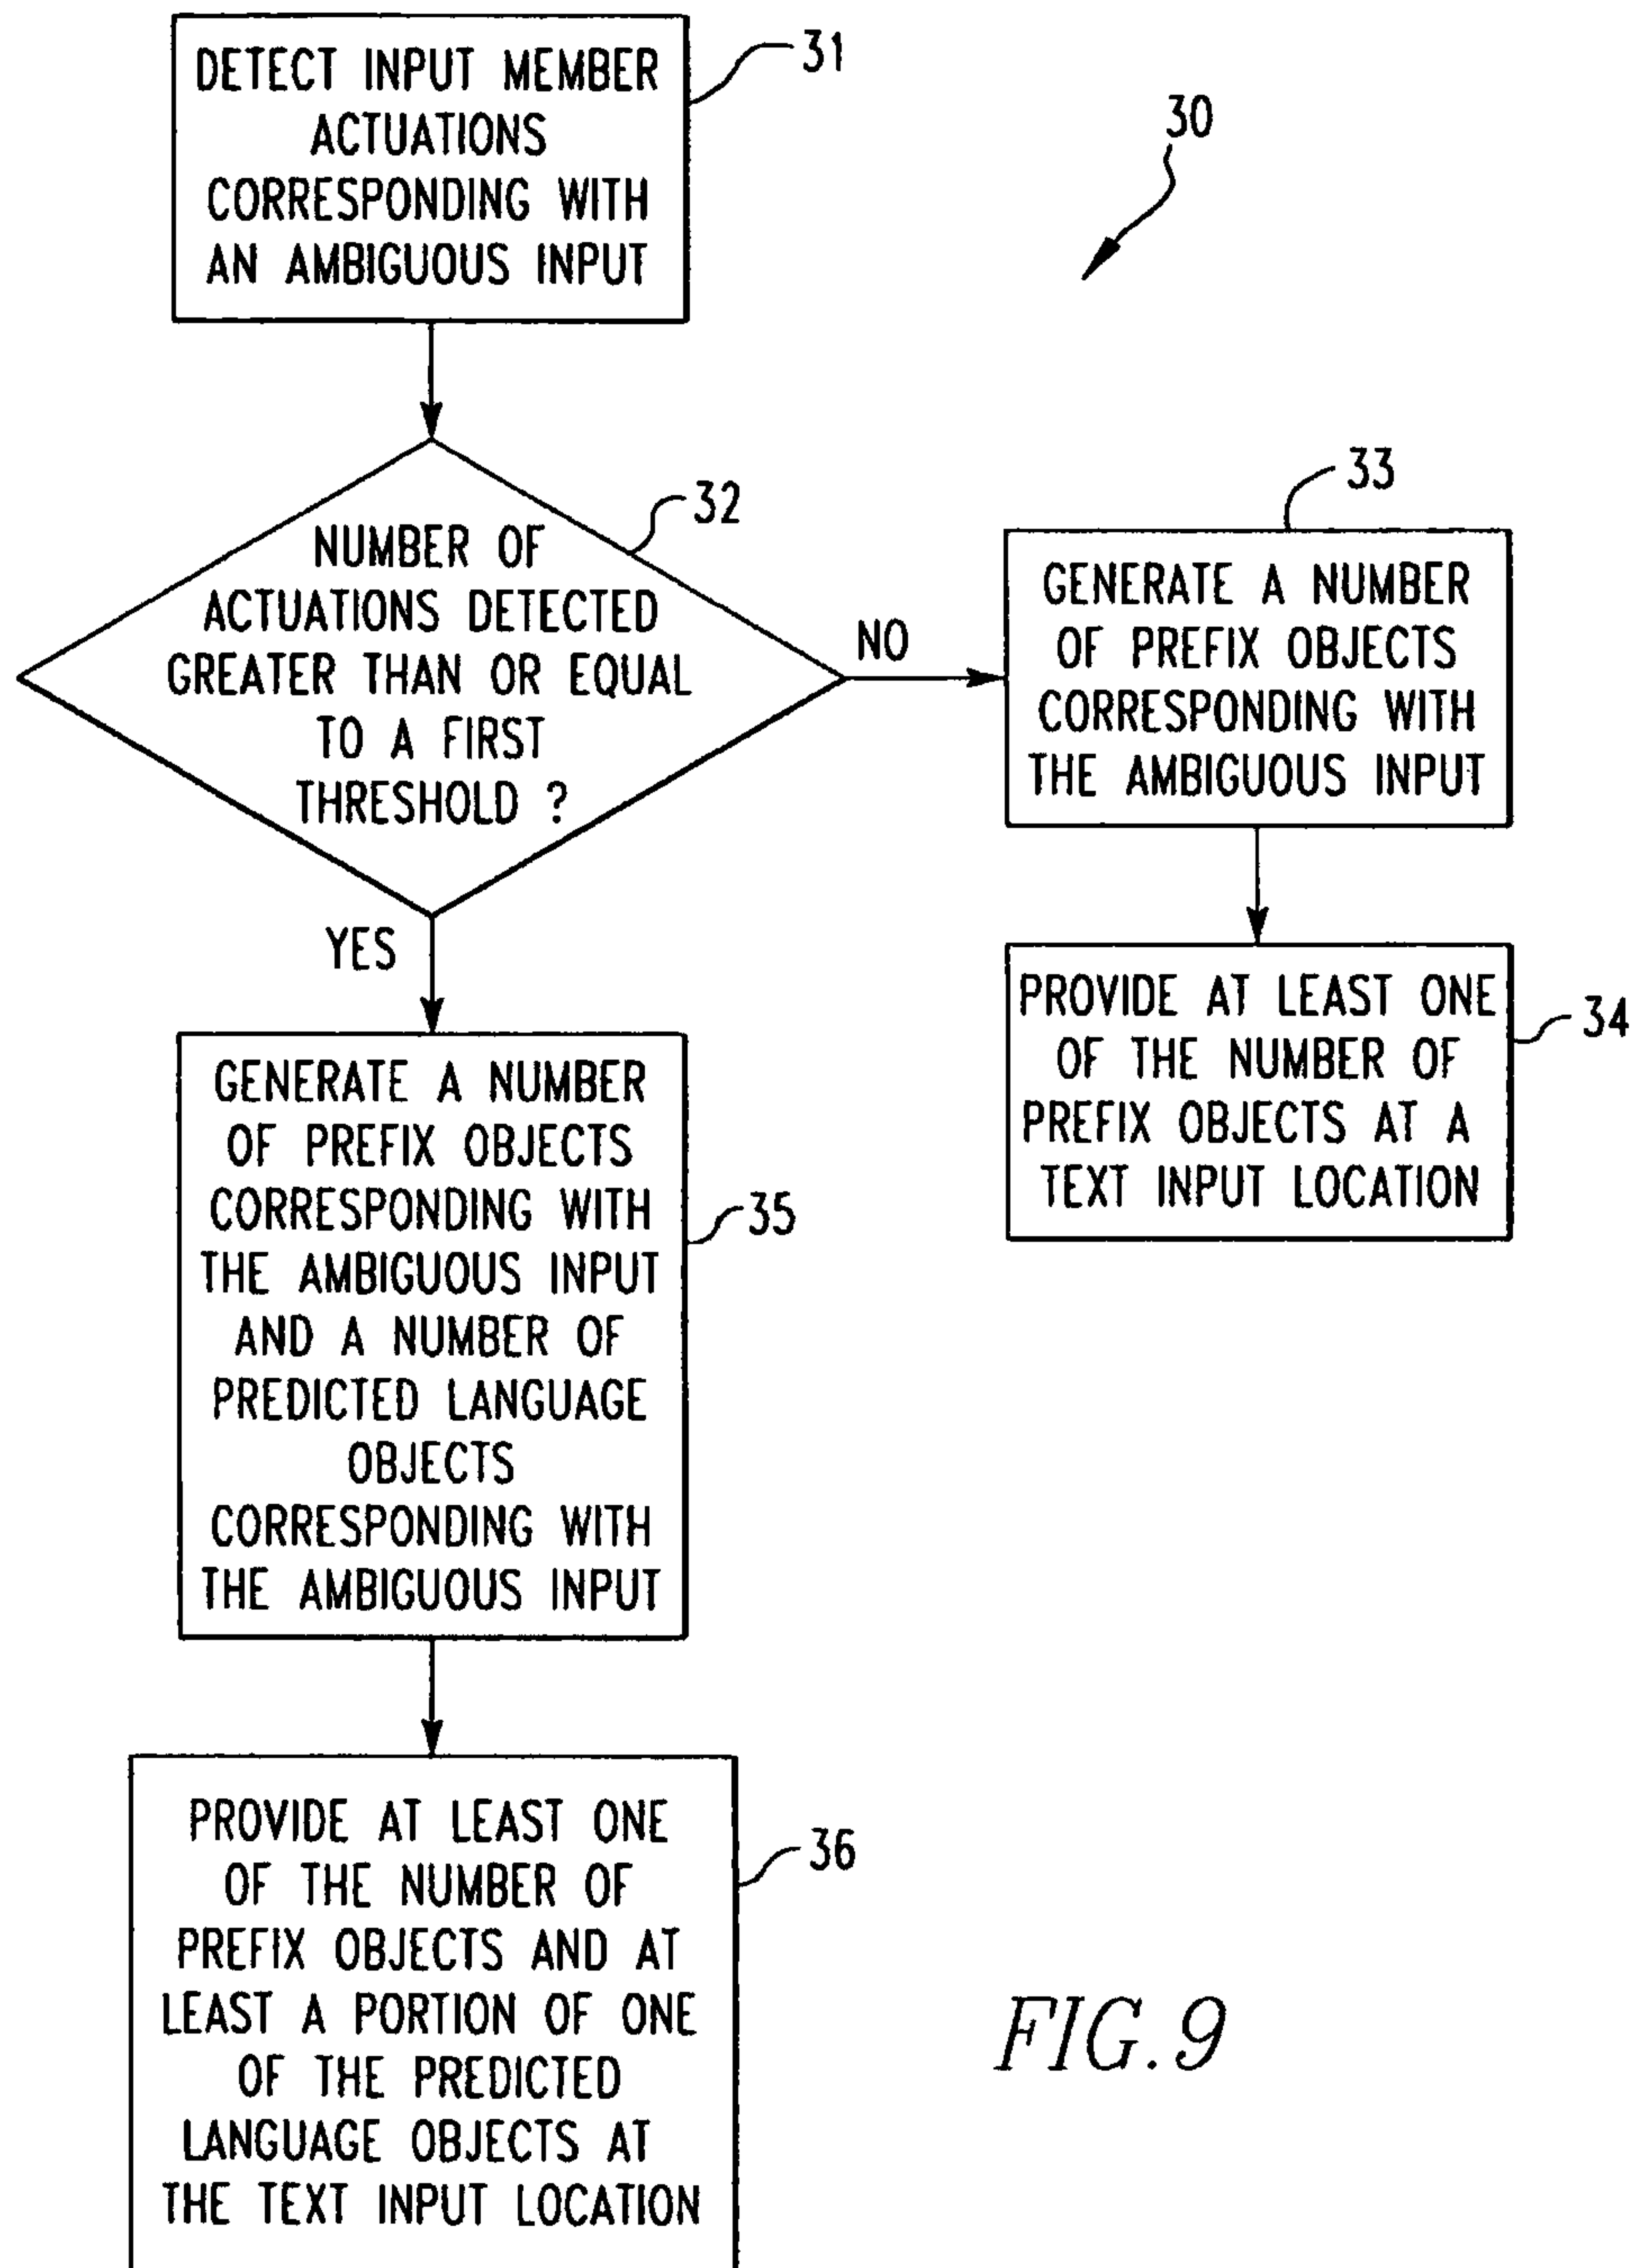 DETECT INPUT MEMBER
ACTUATIONS
CORRESPONDING WITH
AN AMBIGUOUS INPUT
31
30
NUMBER OF
ACTUATIONS DETECTED
GREATER THAN OR EQUAL
TO A FIRST
THRESHOLD ?
32
NO
33
GENERATE A NUMBER
OF PREFIX OBJECTS
CORRESPONDING WITH
THE AMBIGUOUS INPUT
PROVIDE AT LEAST ONE
OF THE NUMBER OF
PREFIX OBJECTS AT A
TEXT INPUT LOCATION
34
YES
GENERATE A NUMBER
OF PREFIX OBJECTS
CORRESPONDING WITH
THE AMBIGUOUS INPUT
AND A NUMBER OF
PREDICTED LANGUAGE
OBJECTS
CORRESPONDING WITH
THE AMBIGUOUS INPUT
35
PROVIDE AT LEAST ONE
OF THE NUMBER OF
PREFIX OBJECTS AND AT
LEAST A PORTION OF ONE
OF THE PREDICTED
LANGUAGE OBJECTS AT
THE TEXT INPUT LOCATION
36
FIG. 9